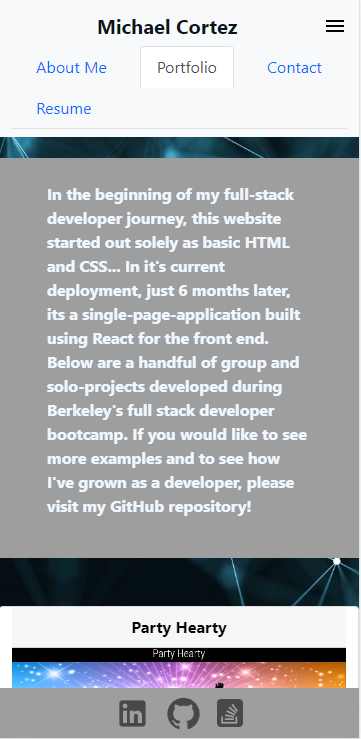 Michael Cortez
About Me Portfolio Contact
Resume
In the beginning of my full-stack
developer journey, this website
started out solely as basic HTML
and CSS... In it's current
deployment, just 6 months later,
its a single-page-application built
using React for the front end.
Below are a handful of group and
solo-projects developed during
Berkeley's full stack developer
bootcamp. If you would like to see
more examples and to see how
I've grown as a developer, please
visit my GitHub repository!
Party Hearty
Party Hearty
in